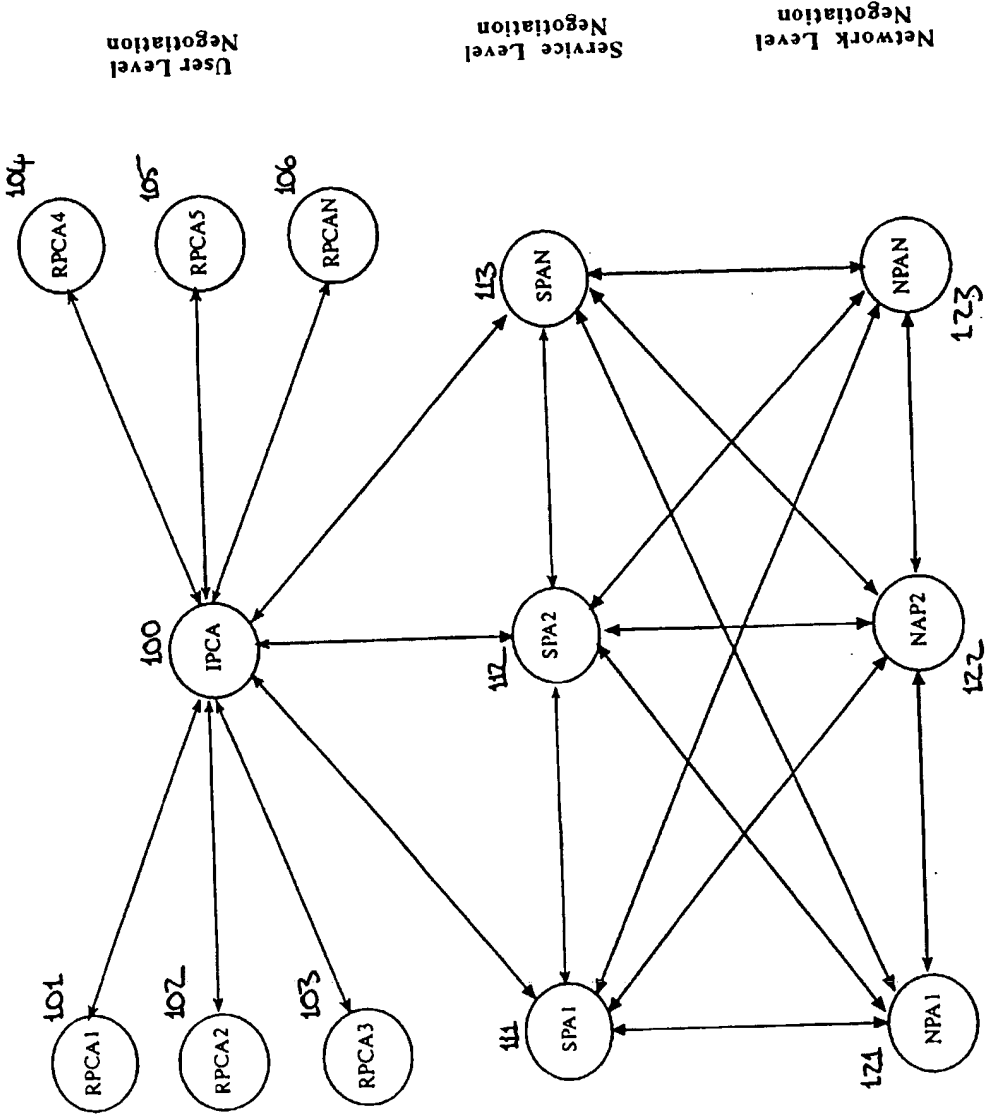 User Level
Negotiation
Service Level
Negotiation
Network Level
Negotiation
104
RPCA4
105
RPCA5
106
RPCAN
100
IPCA
101
RPCA1
102
RPCA2
103
RPCA3
113
SPAN
112
SPA2
111
SPA1
NPAN
123
NAP2
122
NPA1
121